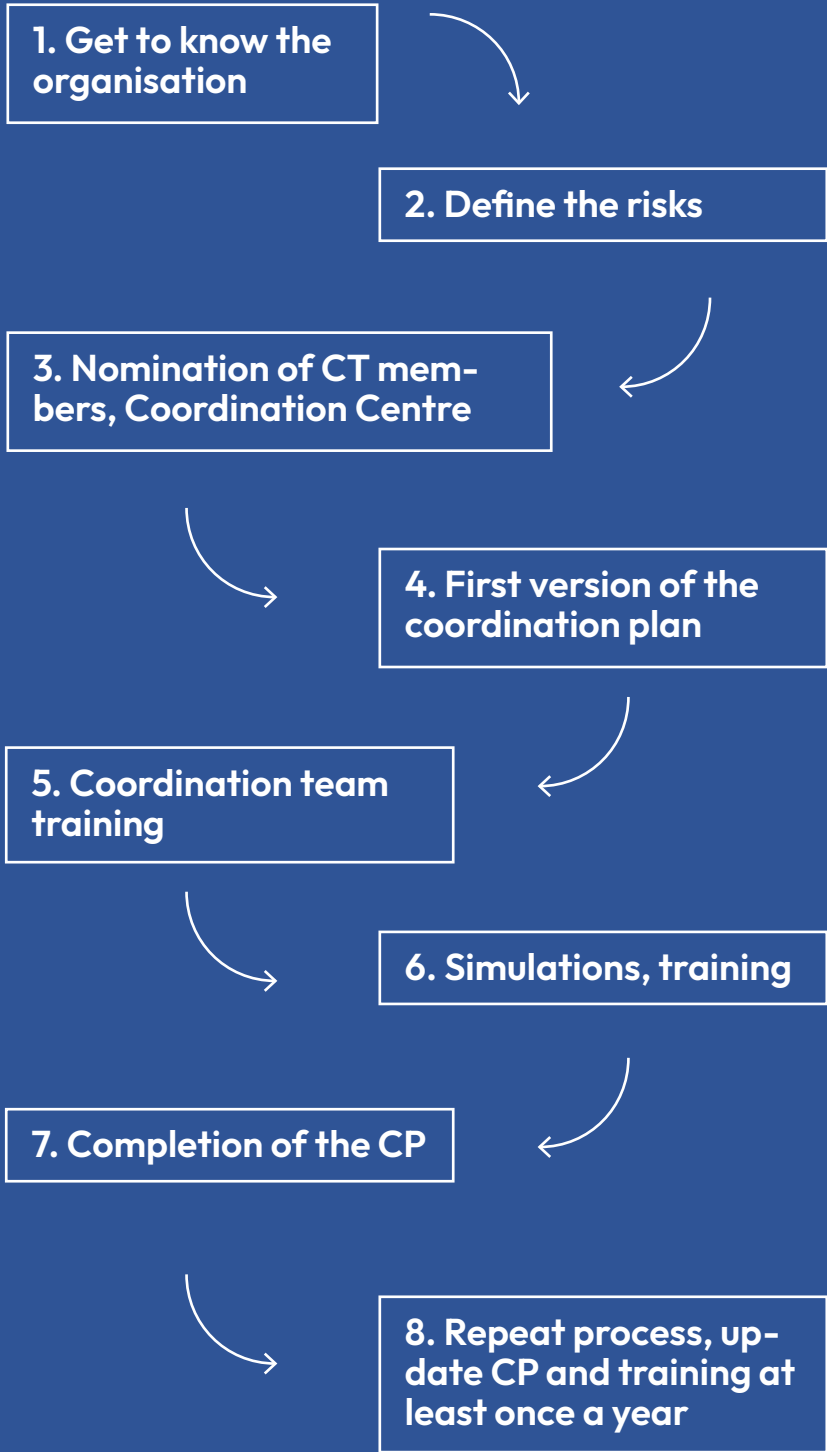 1. Get to know the
organisation
2. Define the risks
3. Nomination of CT mem-
bers, Coordination Centre
4. First version of the
coordination plan
5. Coordination team
training
6. Simulations, training
7. Completion of the CP
8. Repeat process, up-
date CP and training at
least once a year